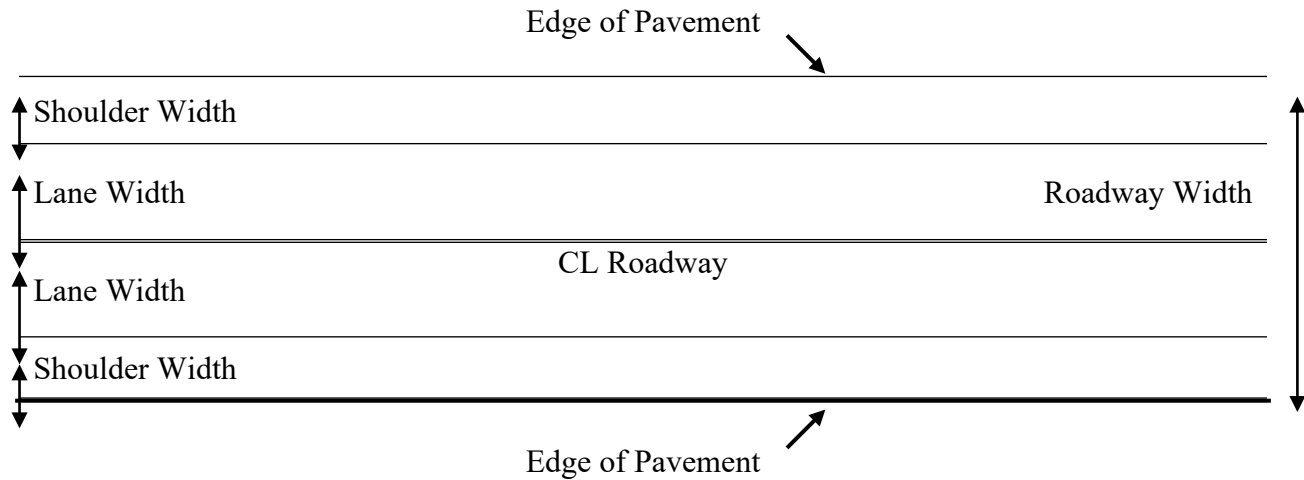 Edge of Pavement
Shoulder Width
Lane Width
Roadway Width
CL Roadway
Lane Width
Shoulder Width
Edge of Pavement